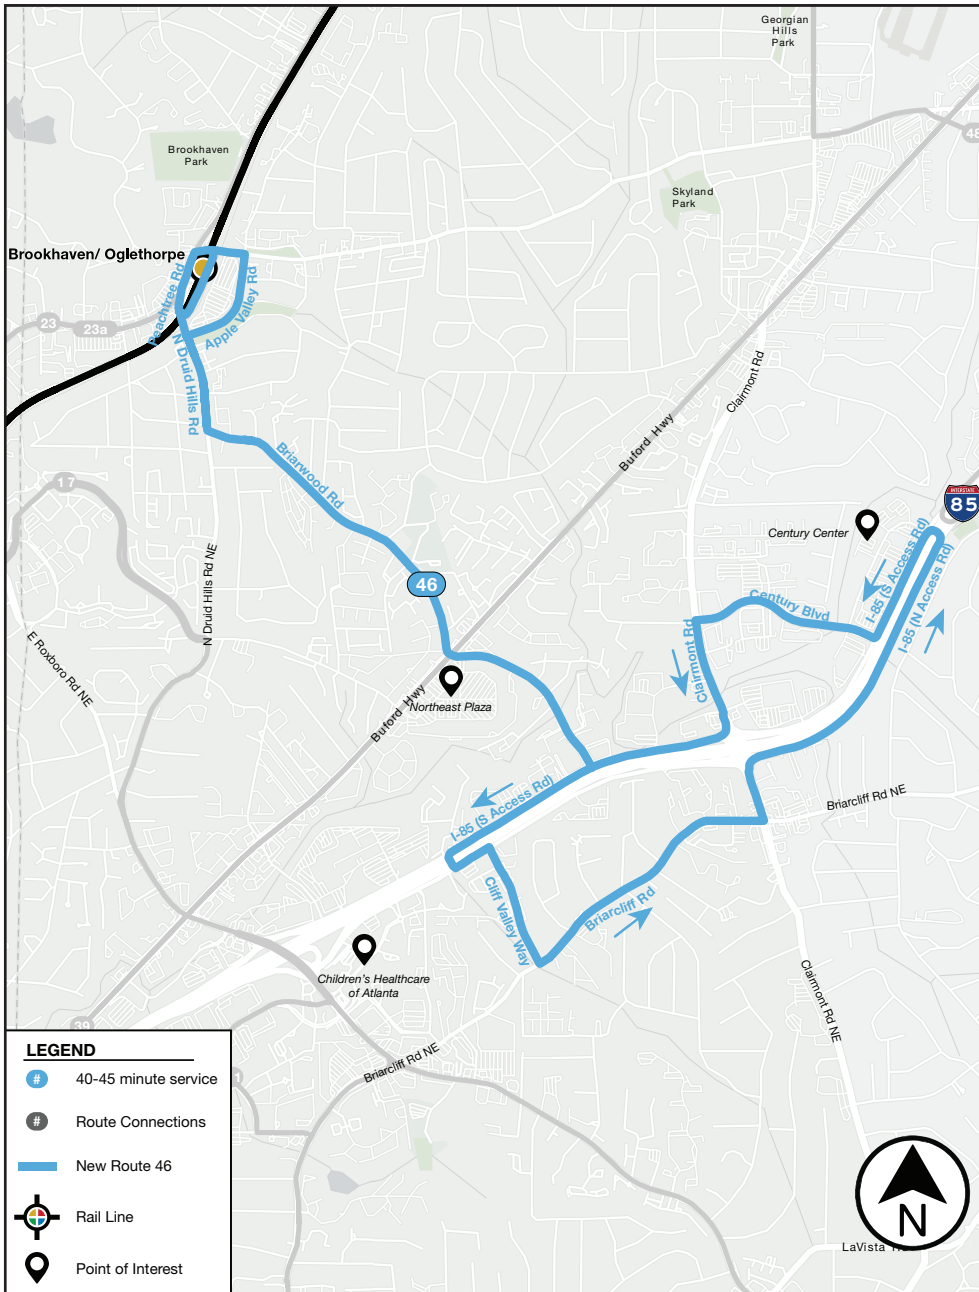 Georgian
Hills
Park
48
Brookhaven
Park
Skyland
Park
Brookhaven/ Oglethorpe
Peachtree Rd
Apple Valley Rd
23
23a
N Druid Hills Rd
Clairmont Rd
Buford Hwy
Briarwood Rd
17
INTERSTATE
85
Century Center
I-85 (S Access Rd)
I-85 (N Access Rd)
46
Century Blvd
N Druid Hills Rd NE
E Roxboro Rd NE
Clairmont Rd
Northeast Plaza
Buford Hwy
I-85 (S Access Rd)
Briarcliff Rd NE
Cliff Valley Way
Briarcliff Rd
Children's Healthcare
of Atlanta
Clairmont Rd NE
39
Briarcliff Rd NE
LEGEND
# 40-45 minute service
# Route Connections
New Route 46
Rail Line
Point of Interest
N
LaVista